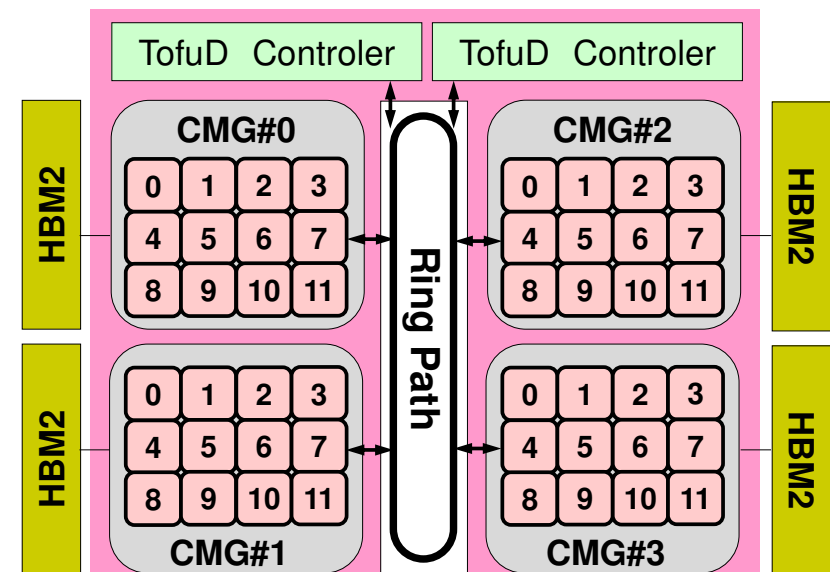 TofuD Controler
TofuD Controler
HBM2
CMG#0
0 1 2 3
4 5 6 7
8 9 10 11
Ring Path
CMG#2
0 1 2 3
4 5 6 7
8 9 10 11
HBM2
HBM2
0 1 2 3
4 5 6 7
8 9 10 11
CMG#1
0 1 2 3
4 5 6 7
8 9 10 11
CMG#3
HBM2